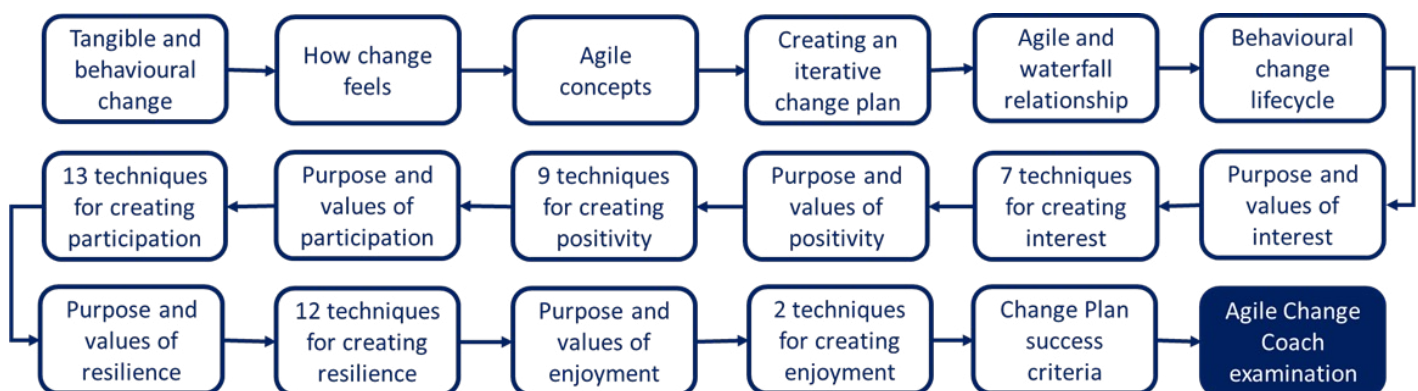 Tangible and
behavioural
change
How change
feels
Agile
concepts
Creating an
iterative
change plan
Agile and
waterfall
relationship
Behavioural
change
lifecycle
Purpose and
values of
interest
7 techniques
for creating
interest
Purpose and
values of
positivity
9 techniques
for creating
positivity
Purpose and
values of
participation
13 techniques
for creating
participation
Purpose and
values of
resilience
12 techniques
for creating
resilience
Purpose and
values of
enjoyment
2 techniques
for creating
enjoyment
Change Plan
success
criteria
Agile Change
Coach
examination